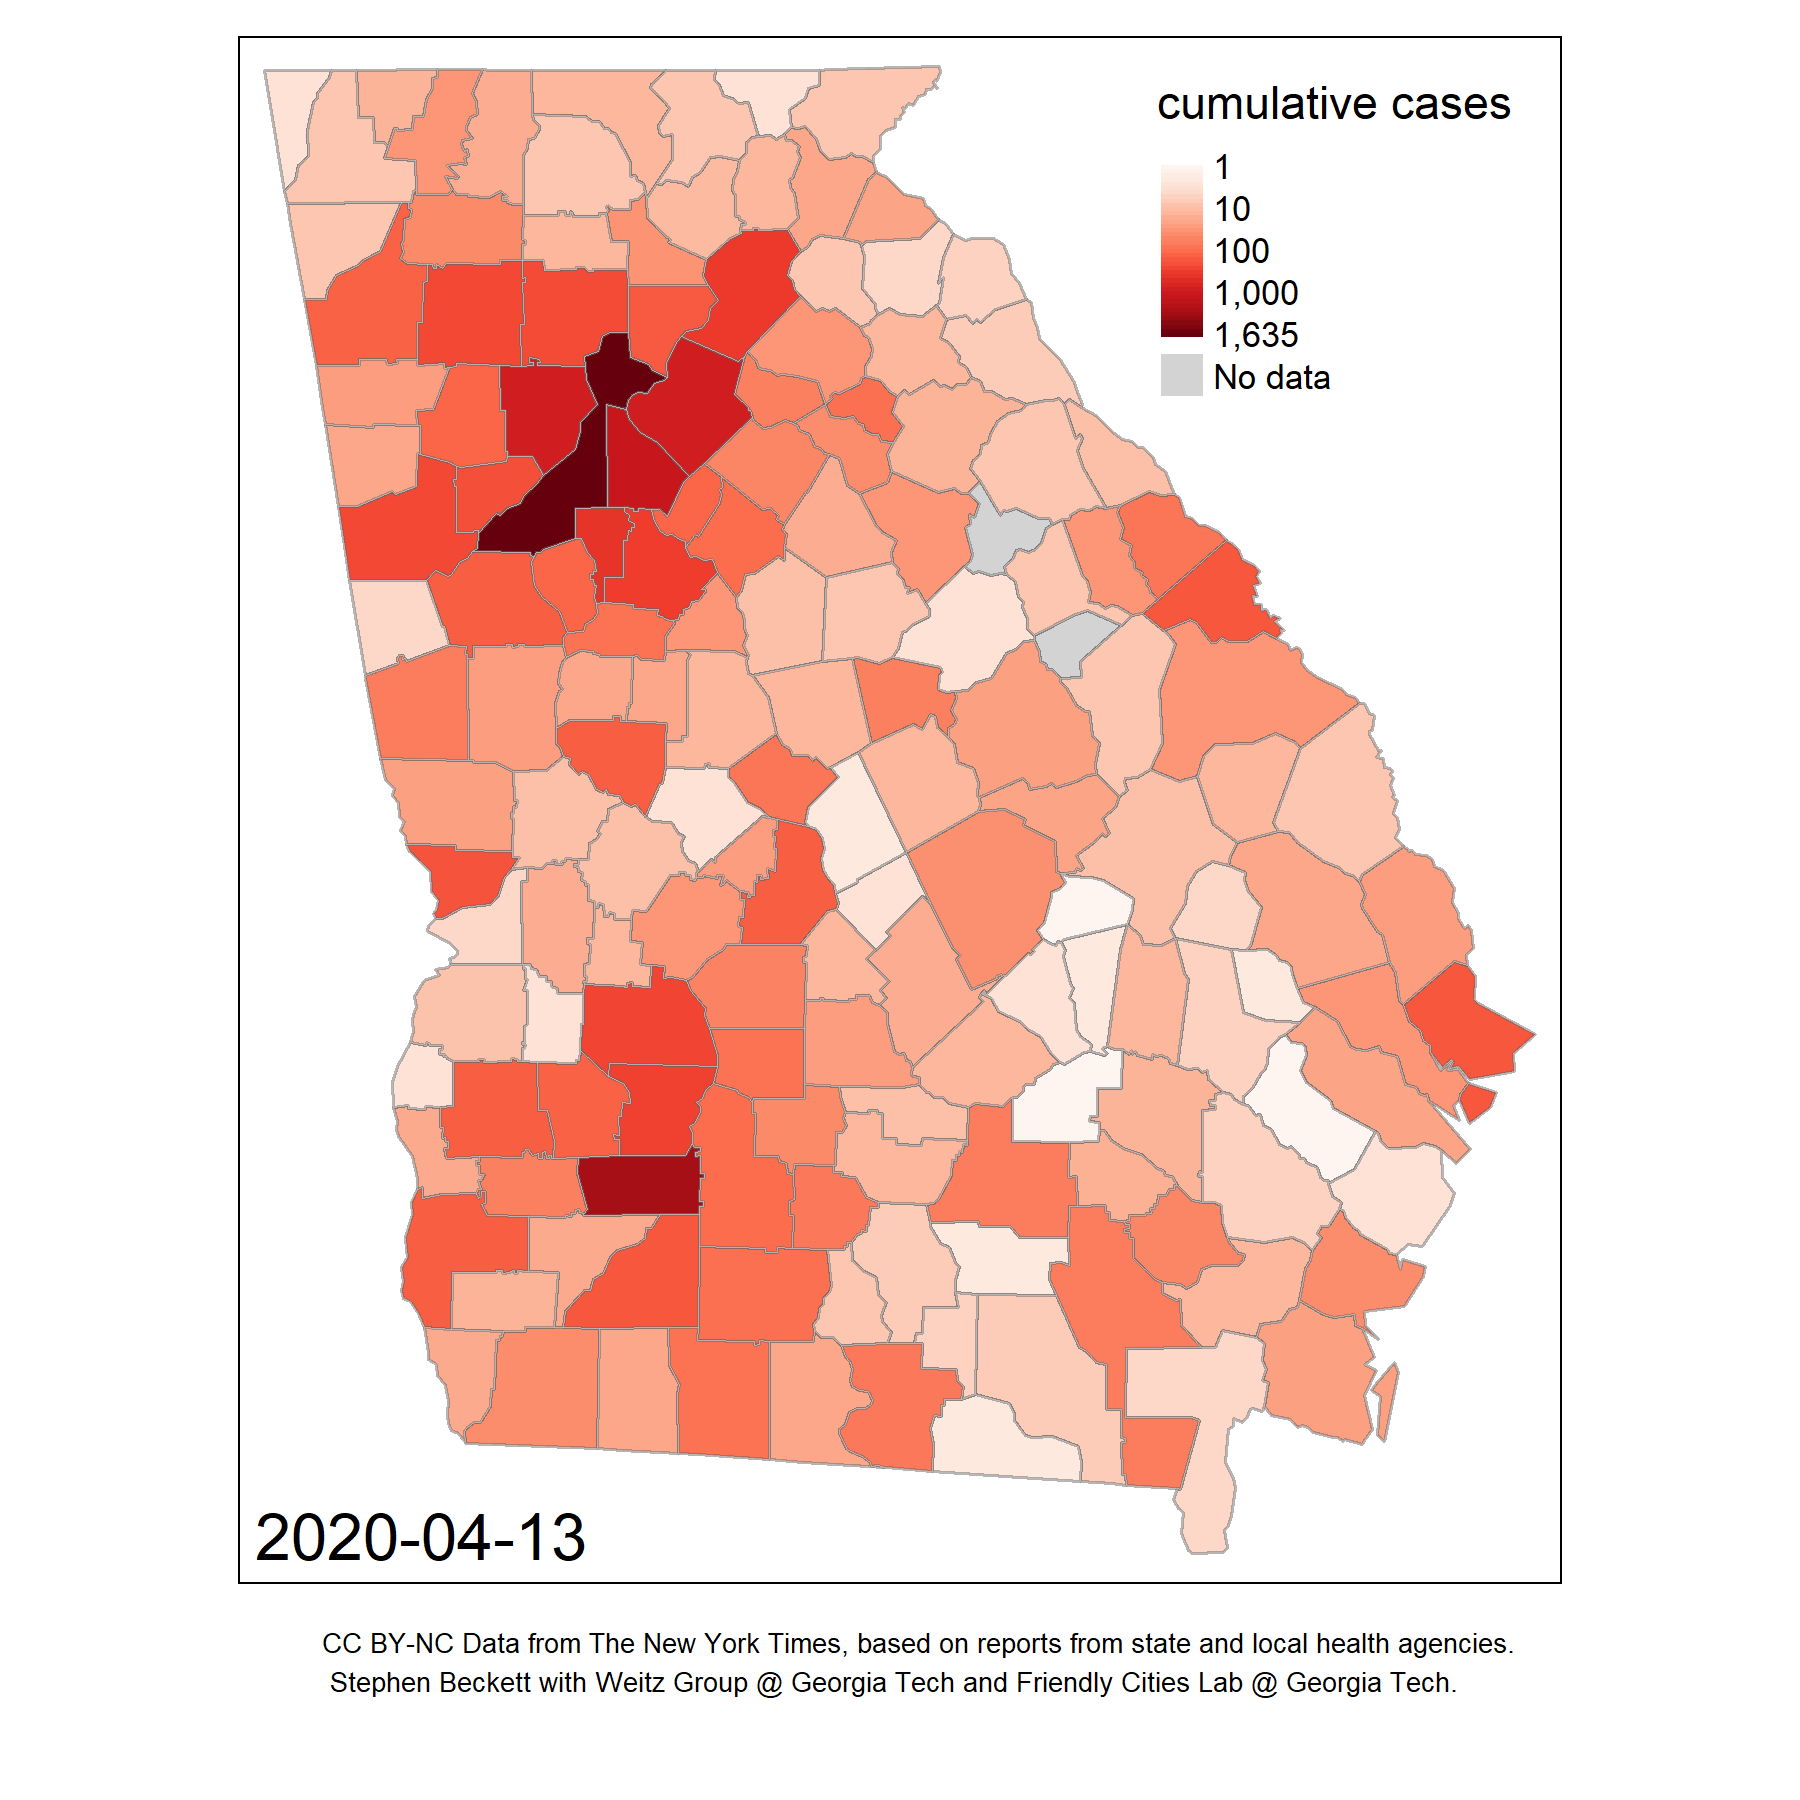 cumulative cases
1
10
100
1,000
1,635
No data
2020-04-13
CC BY-NC Data from The New York Times, based on reports from state and local health agencies.
Stephen Beckett with Weitz Group @ Georgia Tech and Friendly Cities Lab @ Georgia Tech.